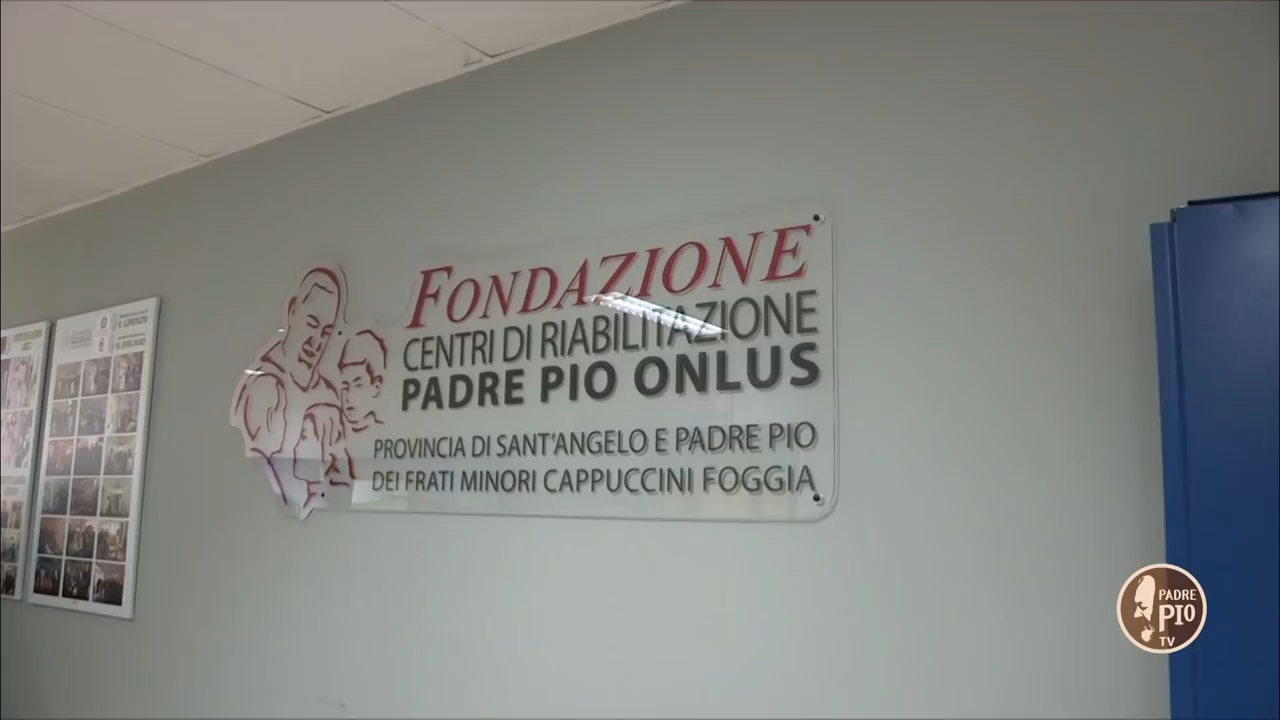 FONDAZIONE
CENTRI DI RIABILITAZIONE
PADRE PIO ONLUS
PROVINCIA DI SANT'ANGELO E PADRE PIO
DEI FRATI MINORI CAPPUCCINI FOGGIA
PADRE
PIO
TV